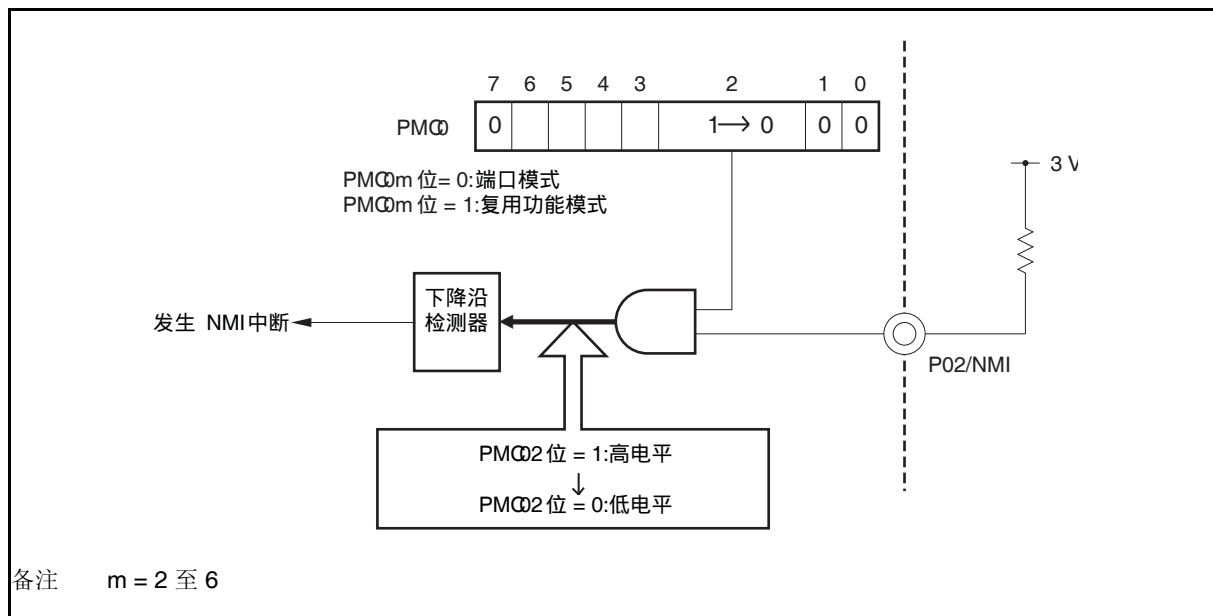 7 6 5 4 3 2 1 0
PMC0 0 1→0 0 0
PMC0m 位= 0:端口模式
PMC0m 位 = 1:复用功能模式
3 V
下降沿
检测器
发生 NMI中断
P02/NMI
PMC02 位 = 1:高电平
↓
PMC02 位 = 0:低电平
备注 m = 2 至 6